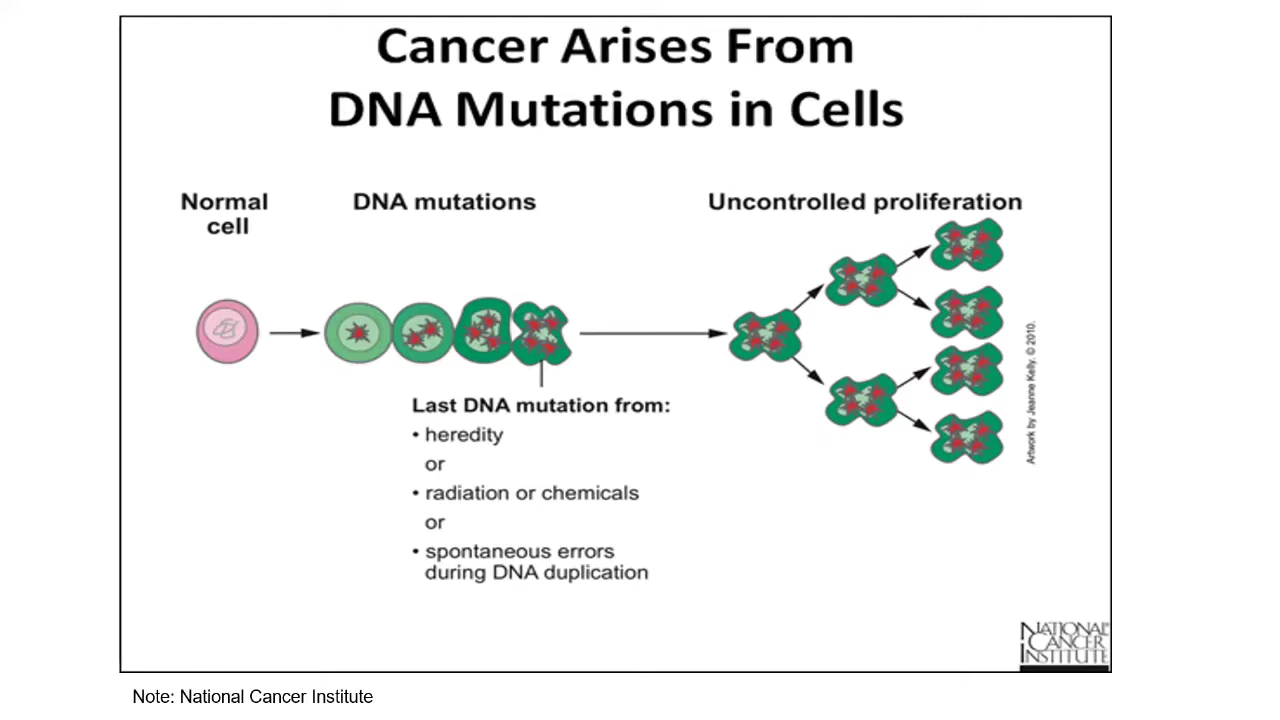 Cancer Arises From
DNA Mutations in Cells
Normal
cell
DNA mutations
Uncontrolled proliferation
Last DNA mutation from:
• heredity
or
• radiation or chemicals
or
• spontaneous errors
during DNA duplication
Artwork by Jeanne Kelly. © 2010.
NATIONAL
CANCER
INSTITUTE
Note: National Cancer Institute